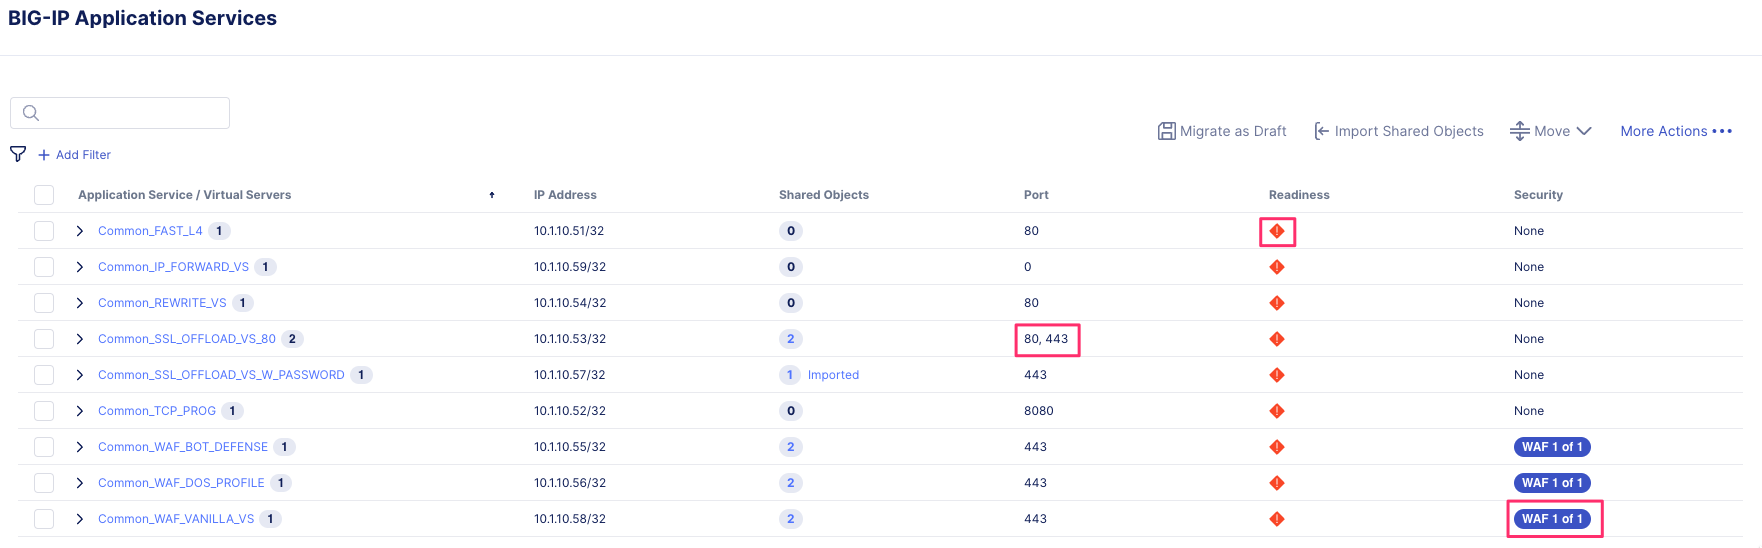 BIG-IP Application Services
Migrate as Draft Import Shared Objects Move More Actions
Add Filter
Application Service / Virtual Servers IP Address Shared Objects Port Readiness Security
Common_FAST_L4 1 10.1.10.51/32 0 80 None
Common_IP_FORWARD_VS 1 10.1.10.59/32 0 0 None
Common_REWRITE_VS 1 10.1.10.54/32 0 80 None
Common_SSL_OFFLOAD_VS_80 2 10.1.10.53/32 2 80, 443 None
Common_SSL_OFFLOAD_VS_W_PASSWORD 1 10.1.10.57/32 1 Imported 443 None
Common_TCP_PROG 1 10.1.10.52/32 0 8080 None
Common_WAF_BOT_DEFENSE 1 10.1.10.55/32 2 443 WAF 1 of 1
Common_WAF_DOS_PROFILE 1 10.1.10.56/32 2 443 WAF 1 of 1
Common_WAF_VANILLA_VS 1 10.1.10.58/32 2 443 WAF 1 of 1